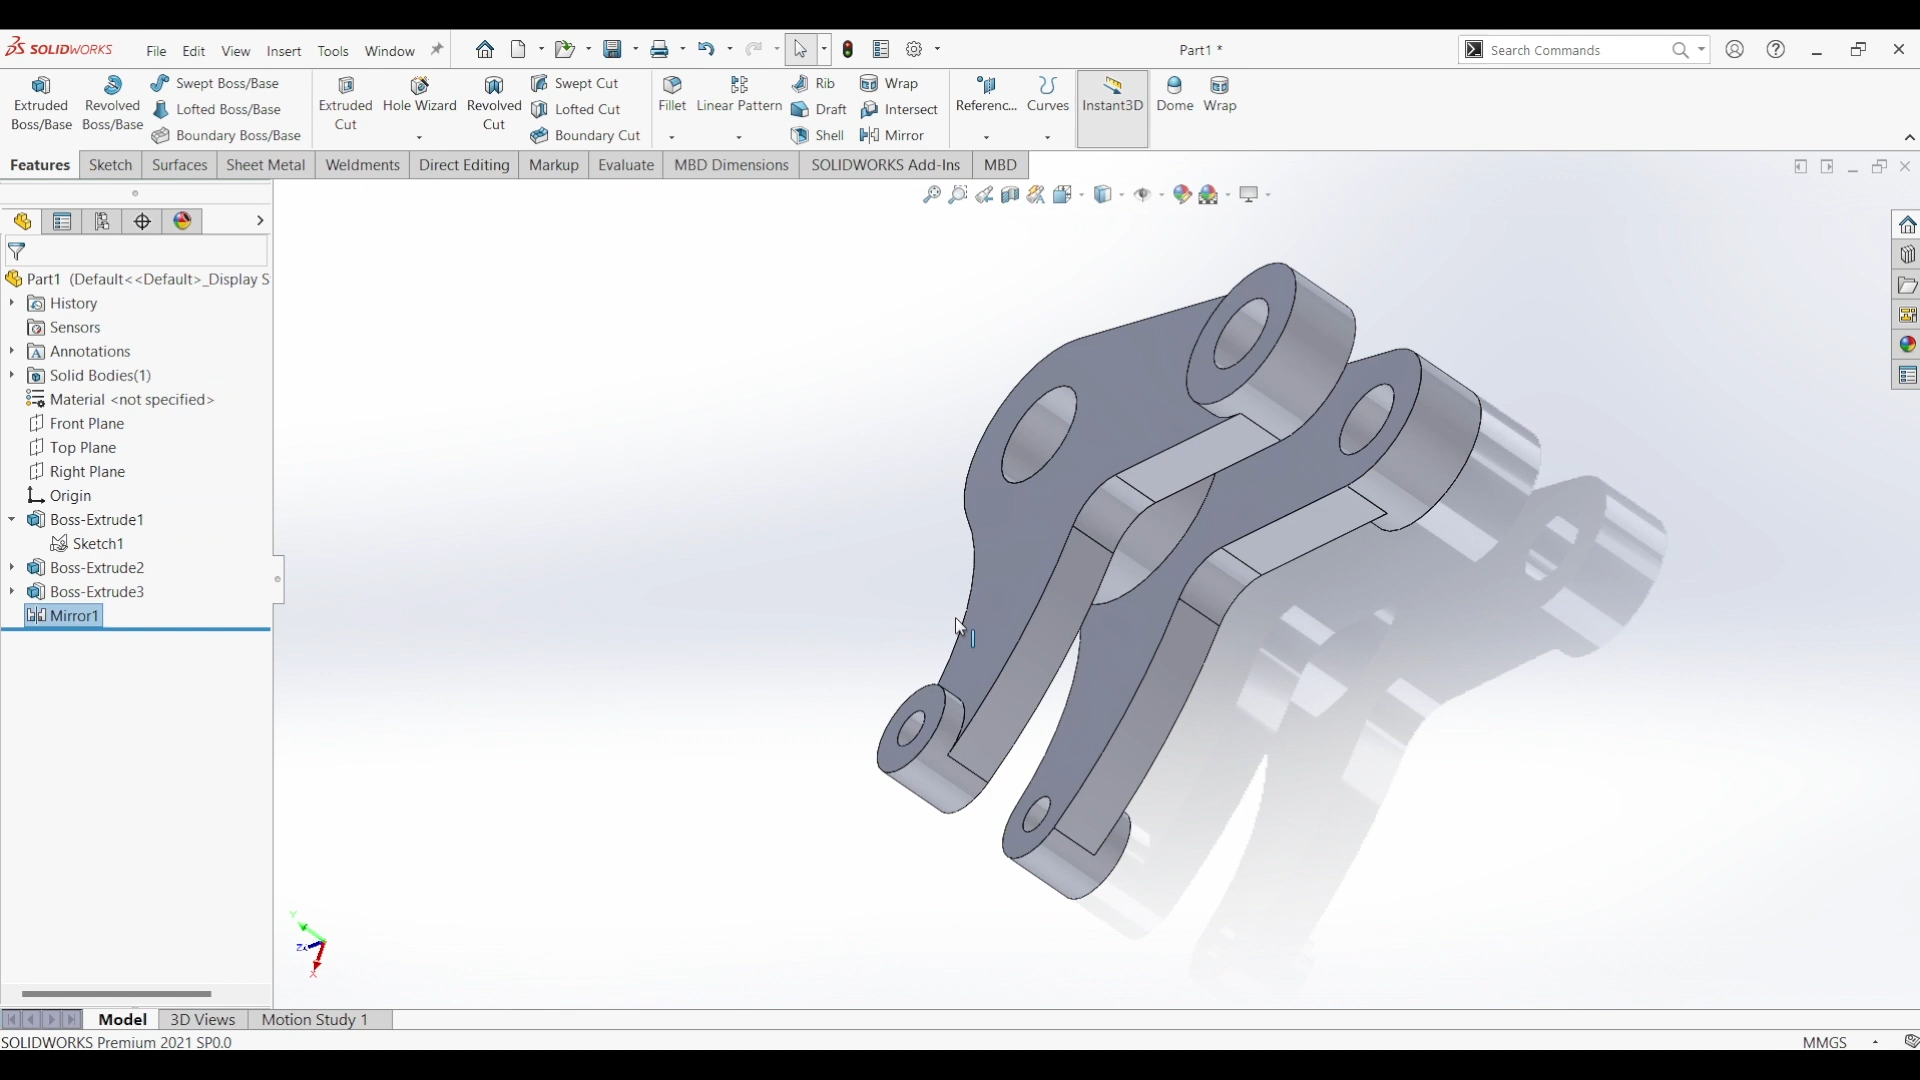 SOLIDWORKS File Edit View Insert Tools Window Part1 * Search Commands
Extruded Boss/Base
Revolved Boss/Base
Swept Boss/Base
Lofted Boss/Base
Boundary Boss/Base
Extruded Cut
Hole Wizard
Revolved Cut
Swept Cut
Lofted Cut
Boundary Cut
Fillet
Linear Pattern
Rib
Draft
Shell
Wrap
Intersect
Mirror
Referenc...
Curves
Instant3D
Dome
Wrap
Features Sketch Surfaces Sheet Metal Weldments Direct Editing Markup Evaluate MBD Dimensions SOLIDWORKS Add-Ins MBD
Part1 (Default<<Default>_Display S
History
Sensors
Annotations
Solid Bodies(1)
Material <not specified>
Front Plane
Top Plane
Right Plane
Origin
Boss-Extrude1
Sketch1
Boss-Extrude2
Boss-Extrude3
Mirror1
Y
Z
X
Model 3D Views Motion Study 1
SOLIDWORKS Premium 2021 SP0.0 MMGS